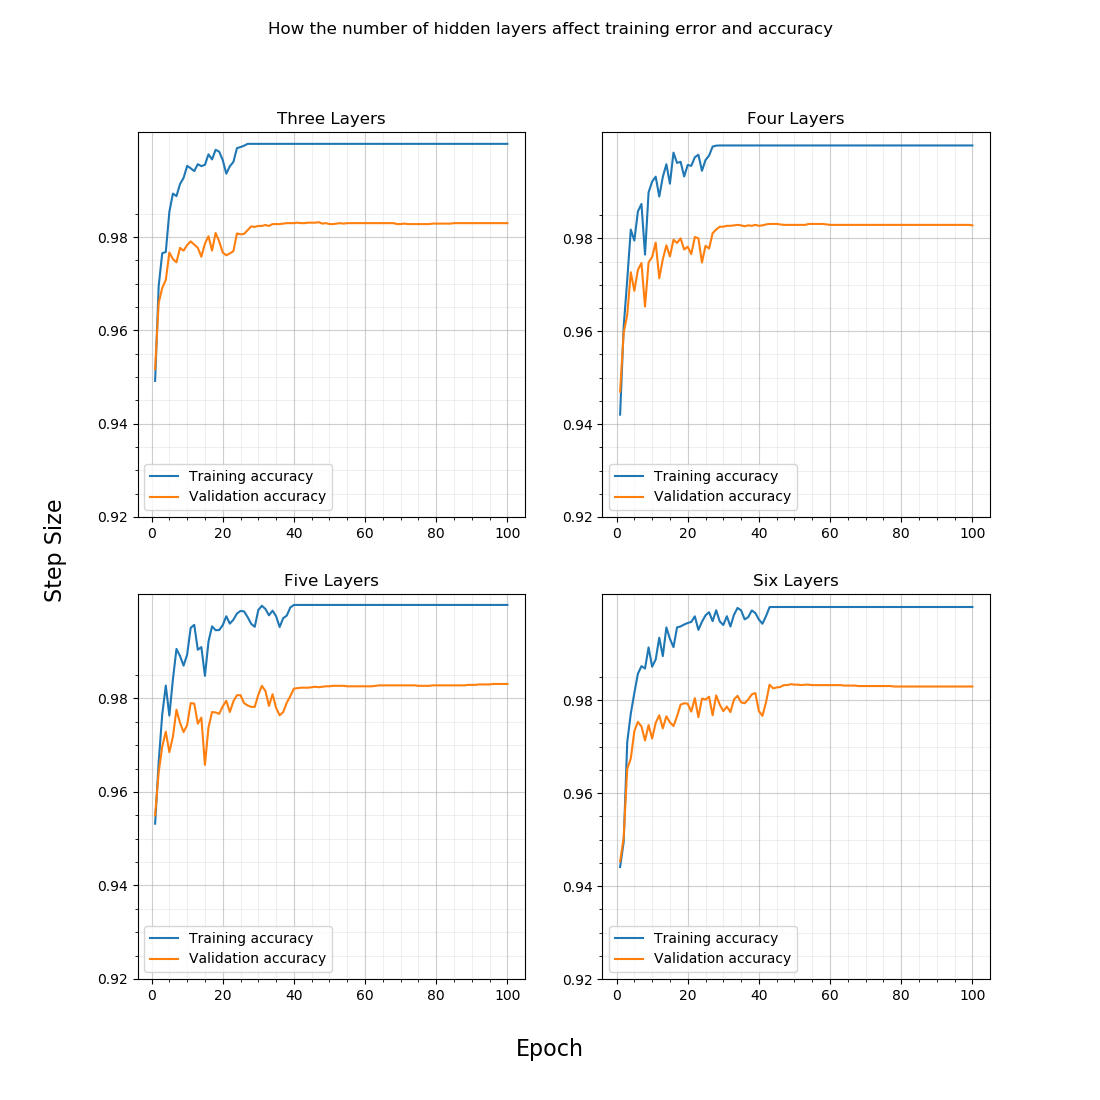 How the number of hidden layers affect training error and accuracy
Three Layers
0.98
0.96
0.94
0.92
Training accuracy
Validation accuracy
0 20 40 60 80 100
Four Layers
0.98
0.96
0.94
0.92
Training accuracy
Validation accuracy
0 20 40 60 80 100
Step Size
Five Layers
0.98
0.96
0.94
0.92
Training accuracy
Validation accuracy
0 20 40 60 80 100
Six Layers
0.98
0.96
0.94
0.92
Training accuracy
Validation accuracy
0 20 40 60 80 100
Epoch